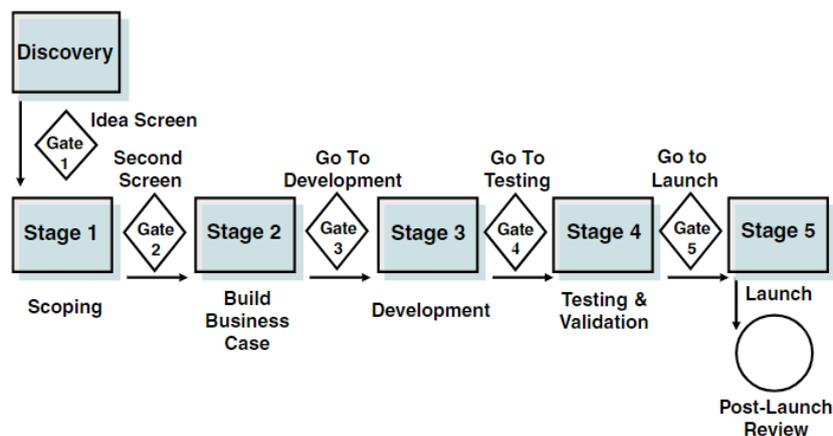 Discovery
Idea Screen
Gate
1
Second
Screen
Go To
Development
Go To
Testing
Go to
Launch
Stage 1
Gate
2
Stage 2
Gate
3
Stage 3
Gate
4
Stage 4
Gate
5
Stage 5
Scoping
Build
Business
Case
Development
Testing &
Validation
Launch
Post-Launch
Review